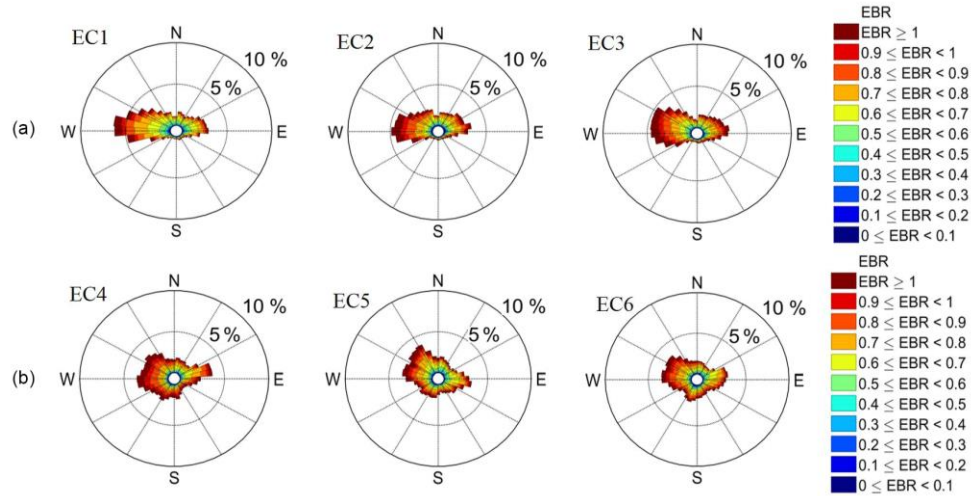 (a)
EC1
N
10 %
5 %
W
E
S
EC2
N
10 %
5 %
W
E
S
EC3
N
10 %
5 %
W
E
S
EBR
EBR ≥ 1
0.9 ≤ EBR < 1
0.8 ≤ EBR < 0.9
0.7 ≤ EBR < 0.8
0.6 ≤ EBR < 0.7
0.5 ≤ EBR < 0.6
0.4 ≤ EBR < 0.5
0.3 ≤ EBR < 0.4
0.2 ≤ EBR < 0.3
0.1 ≤ EBR < 0.2
0 ≤ EBR < 0.1
(b)
EC4
N
10 %
5 %
W
E
S
EC5
N
10 %
5 %
W
E
S
EC6
N
10 %
5 %
W
E
S
EBR
EBR ≥ 1
0.9 ≤ EBR < 1
0.8 ≤ EBR < 0.9
0.7 ≤ EBR < 0.8
0.6 ≤ EBR < 0.7
0.5 ≤ EBR < 0.6
0.4 ≤ EBR < 0.5
0.3 ≤ EBR < 0.4
0.2 ≤ EBR < 0.3
0.1 ≤ EBR < 0.2
0 ≤ EBR < 0.1